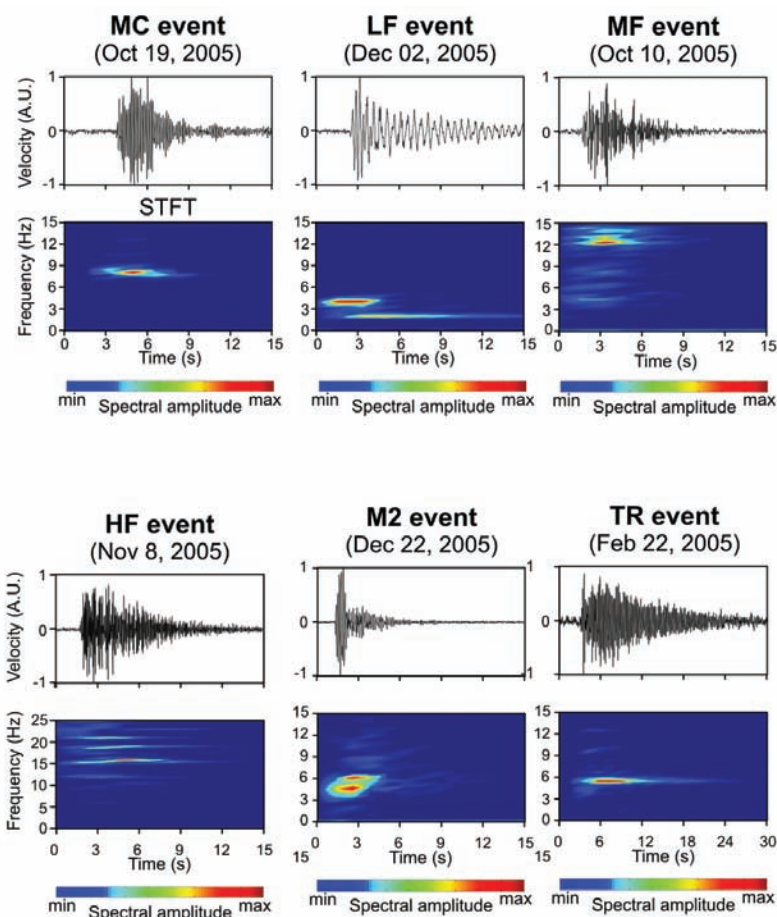 MC event
(Oct 19, 2005)
LF event
(Dec 02, 2005)
MF event
(Oct 10, 2005)
Velocity (A.U.)
1
0
-1
1
0
-1
-1
0
-1
STFT
Frequency (Hz)
15
12
9
6
3
0
15
12
9
6
3
0
15
12
9
6
3
0
0 3 6 9 12 15
0 3 6 9 12 15
0 3 6 9 12 15
Time (s)
Time (s)
Time (s)
min Spectral amplitude max
min Spectral amplitude max
min Spectral amplitude max
HF event
(Nov 8, 2005)
M2 event
(Dec 22, 2005)
TR event
(Feb 22, 2005)
Velocity (A.U.)
1
0
-1
1
0
-1
1
0
1
Frequency (Hz)
25
20
15
10
5
0
15
12
9
6
3
0
15
12
9
6
3
0
0 3 6 9 12 15
0 3 6 9 12 15
0 6 12 18 24 30
15
15
Time (s)
Time (s)
Time (s)
min Spectral amplitude max
min Spectral amplitude max
min Spectral amplitude max